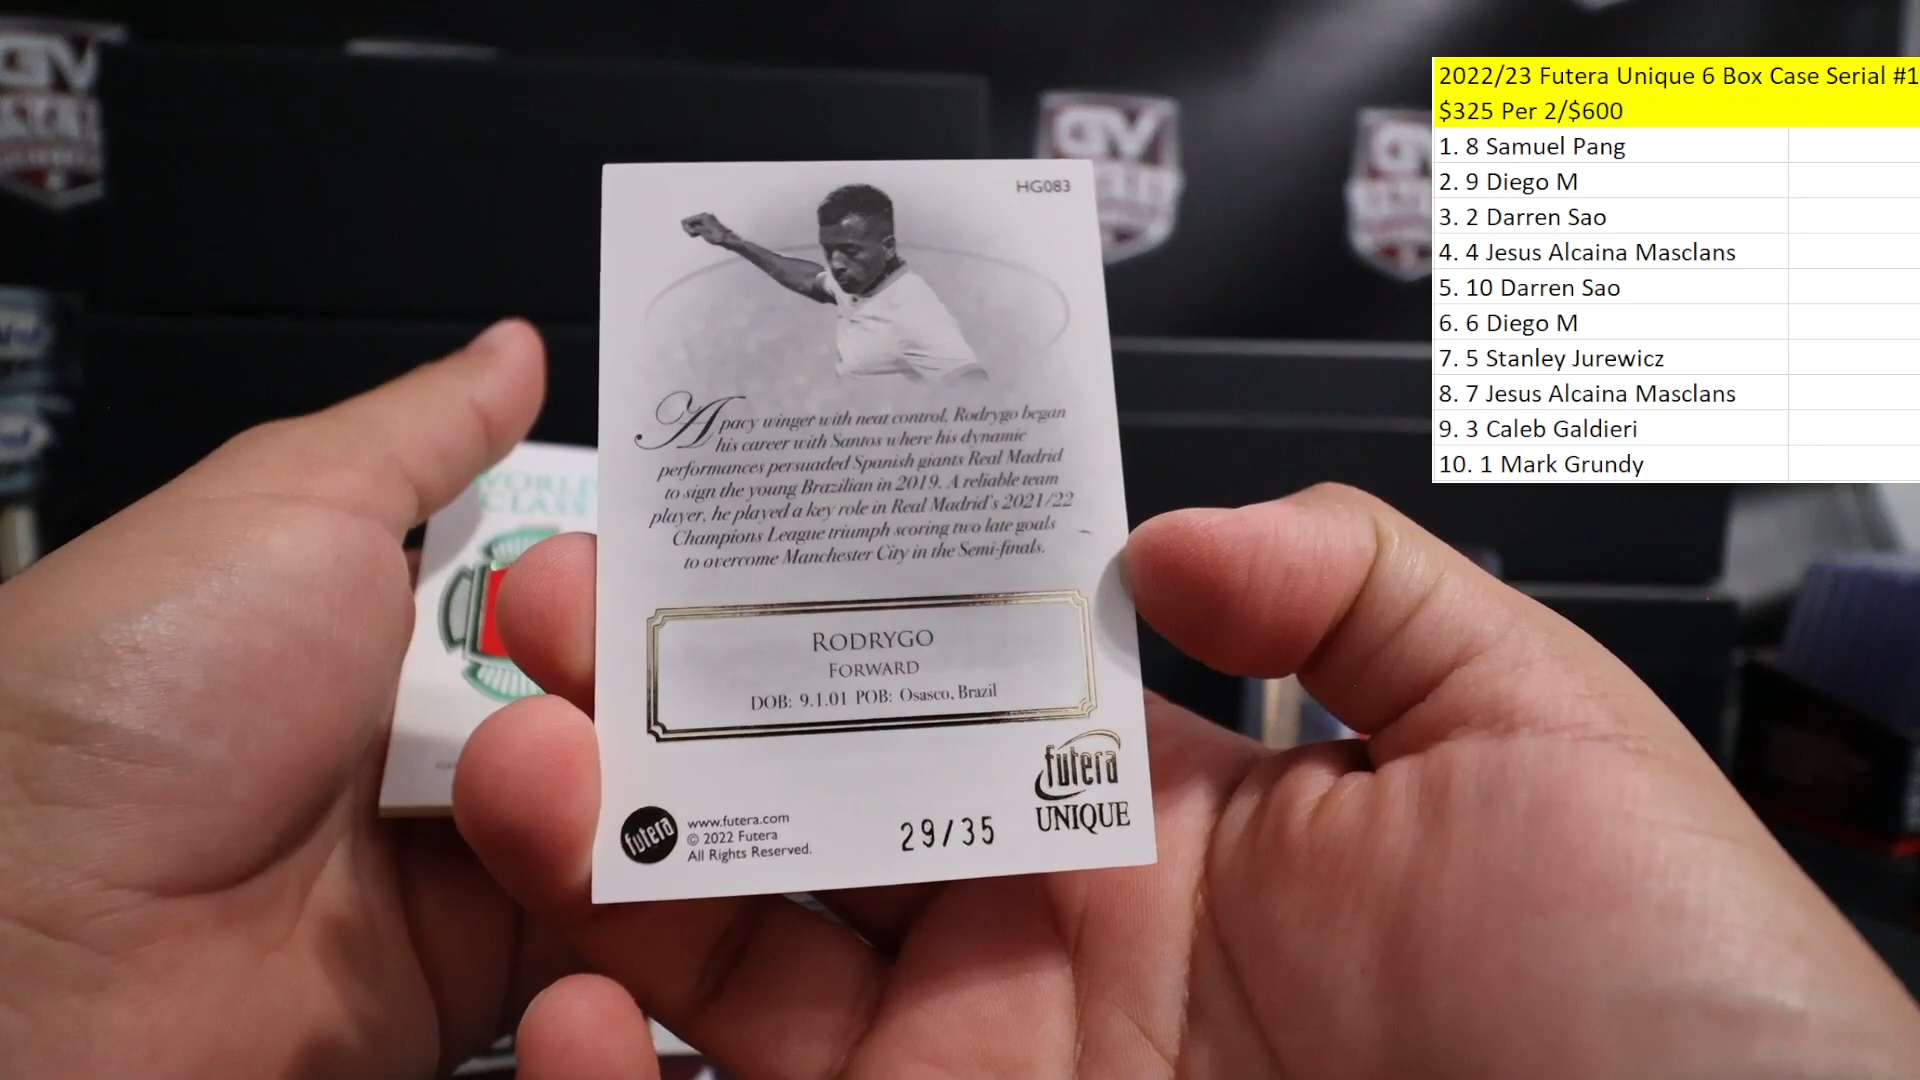 2022/23 Futera Unique 6 Box Case Serial #1
$325 Per 2/$600
1. 8 Samuel Pang
2. 9 Diego M
3. 2 Darren Sao
4. 4 Jesus Alcaina Masclans
5. 10 Darren Sao
6. 6 Diego M
7. 5 Stanley Jurewicz
8. 7 Jesus Alcaina Masclans
9. 3 Caleb Galdieri
10. 1 Mark Grundy
GV
GV
HG083
A pacy winger with neat control, Rodrygo began
his career with Santos where his dynamic
performances persuaded Spanish giants Real Madrid
to sign the young Brazilian in 2019. A reliable team
player, he played a key role in Real Madrid's 2021/22
Champions League triumph scoring two late goals
to overcome Manchester City in the Semi-finals.
WORLD
CLASS
RODRYGO
FORWARD
DOB: 9.1.01 POB: Osasco, Brazil
futera
UNIQUE
futera
www.futera.com
© 2022 Futera
All Rights Reserved.
29/35